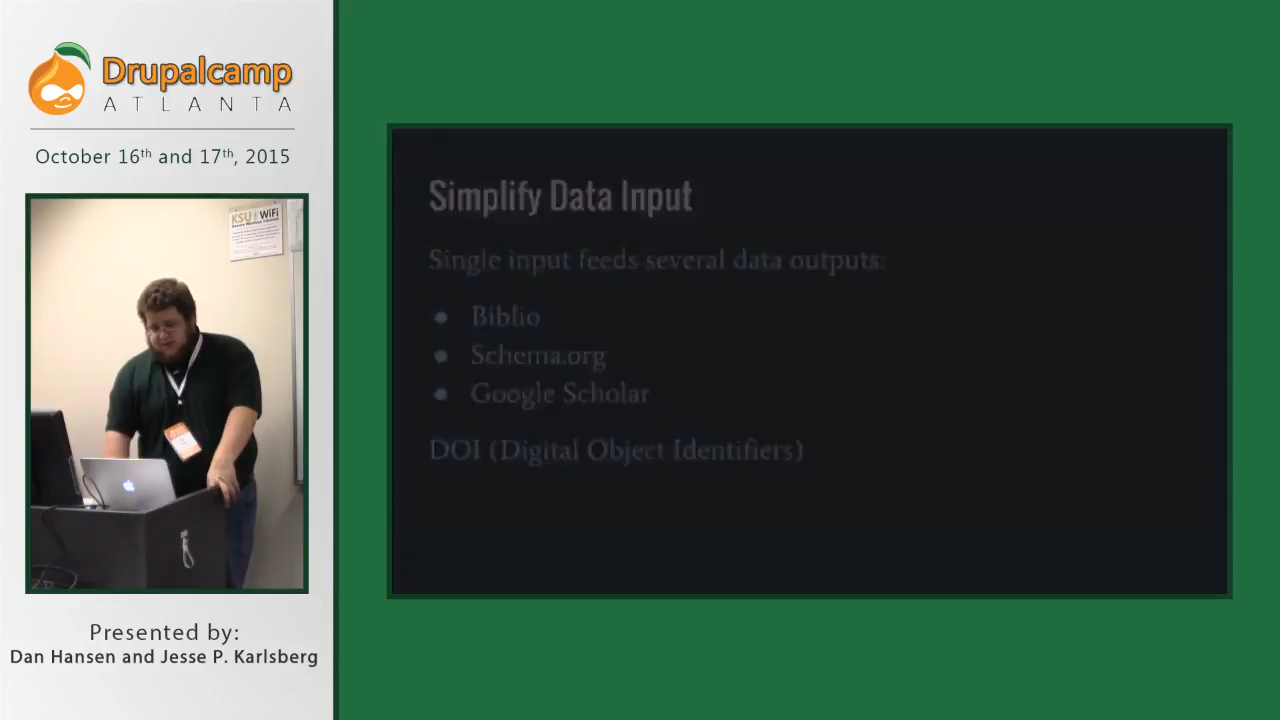 Drupalcamp
ATLANTA
October 16th and 17th, 2015
KSU WiFi
Presented by:
Dan Hansen and Jesse P. Karlsberg
Simplify Data Input
Single input feeds several data outputs:
● Biblio
● Schema.org
● Google Scholar
DOI (Digital Object Identifiers)